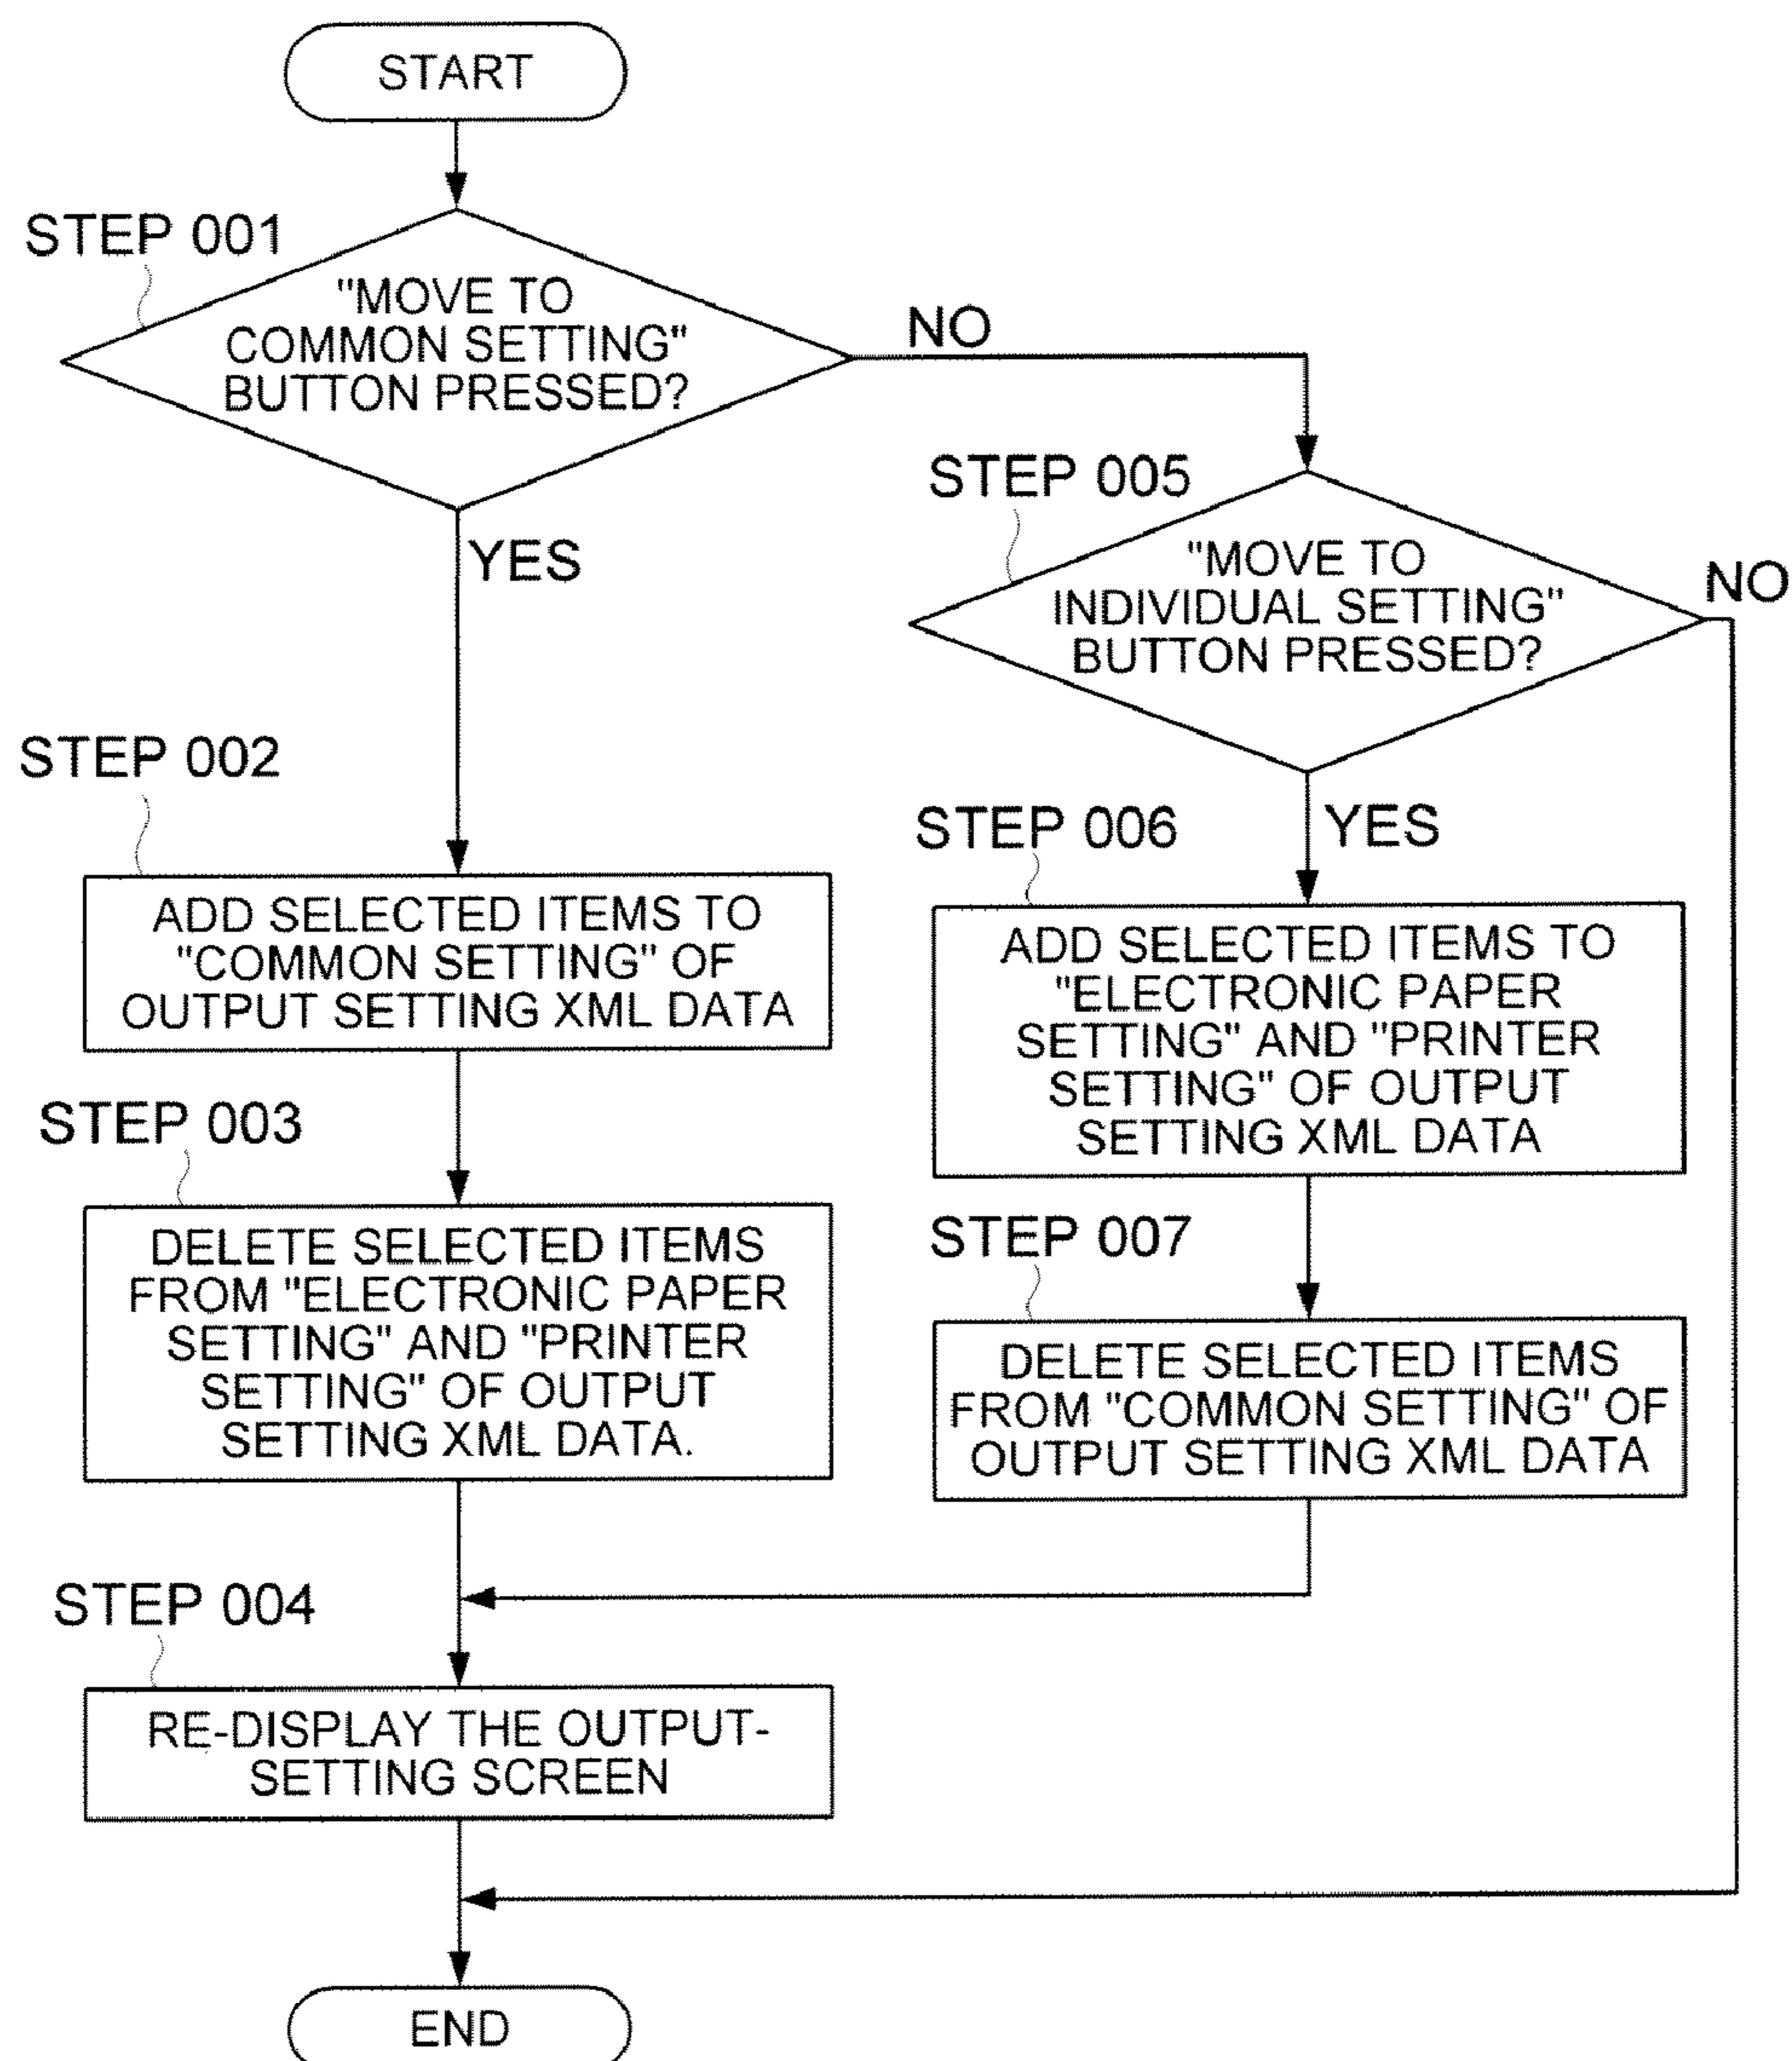 START
STEP 001
"MOVE TO
COMMON SETTING"
BUTTON PRESSED?
NO
YES
STEP 005
"MOVE TO
INDIVIDUAL SETTING"
BUTTON PRESSED?
NO
YES
STEP 002
ADD SELECTED ITEMS TO
"COMMON SETTING" OF
OUTPUT SETTING XML DATA
STEP 003
DELETE SELECTED ITEMS
FROM "ELECTRONIC PAPER
SETTING" AND "PRINTER
SETTING" OF OUTPUT
SETTING XML DATA.
STEP 006
ADD SELECTED ITEMS TO
"ELECTRONIC PAPER
SETTING" AND "PRINTER
SETTING" OF OUTPUT
SETTING XML DATA
STEP 007
DELETE SELECTED ITEMS
FROM "COMMON SETTING" OF
OUTPUT SETTING XML DATA
STEP 004
RE-DISPLAY THE OUTPUT-
SETTING SCREEN
END